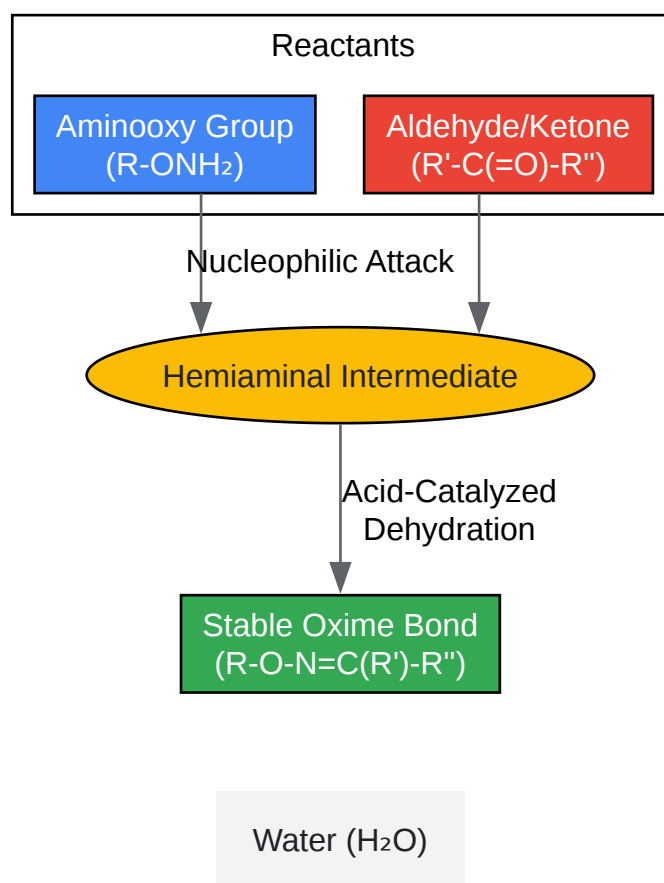 Reactants
Aminooxy Group
(R-ONH₂)
Aldehyde/Ketone
(R'-C(=O)-R")
Nucleophilic Attack
Hemiaminal Intermediate
Acid-Catalyzed
Dehydration
Stable Oxime Bond
(R-O-N=C(R')-R")
Water (H₂O)